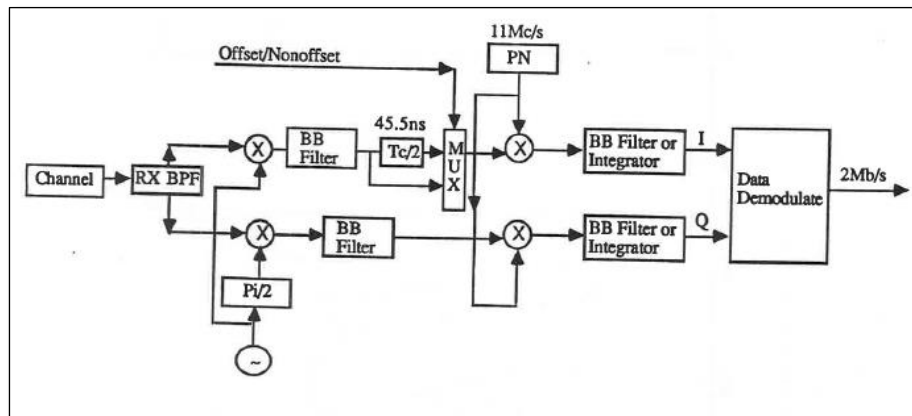 11Mc/s
PN
Offset/Nonoffset
45.5ns
BB
Filter
Tc/2
M
U
X
X
X
BB Filter or
Integrator
I
Channel
RX BPF
Data
Demodulate
2Mb/s
X
BB
Filter
X
BB Filter or
Integrator
Q
Pi/2
~